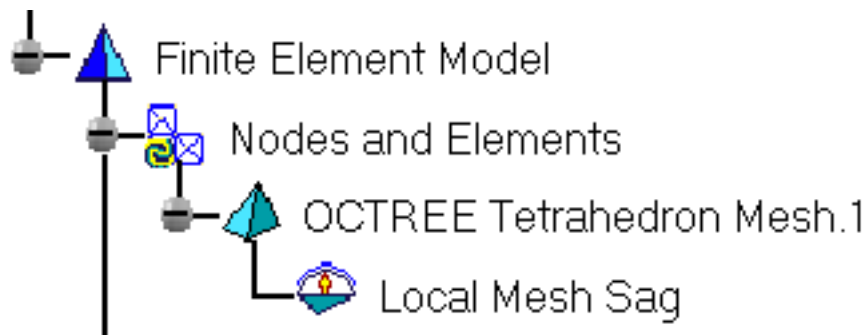 Finite Element Model
Nodes and Elements
OCTREE Tetrahedron Mesh.1
Local Mesh Sag